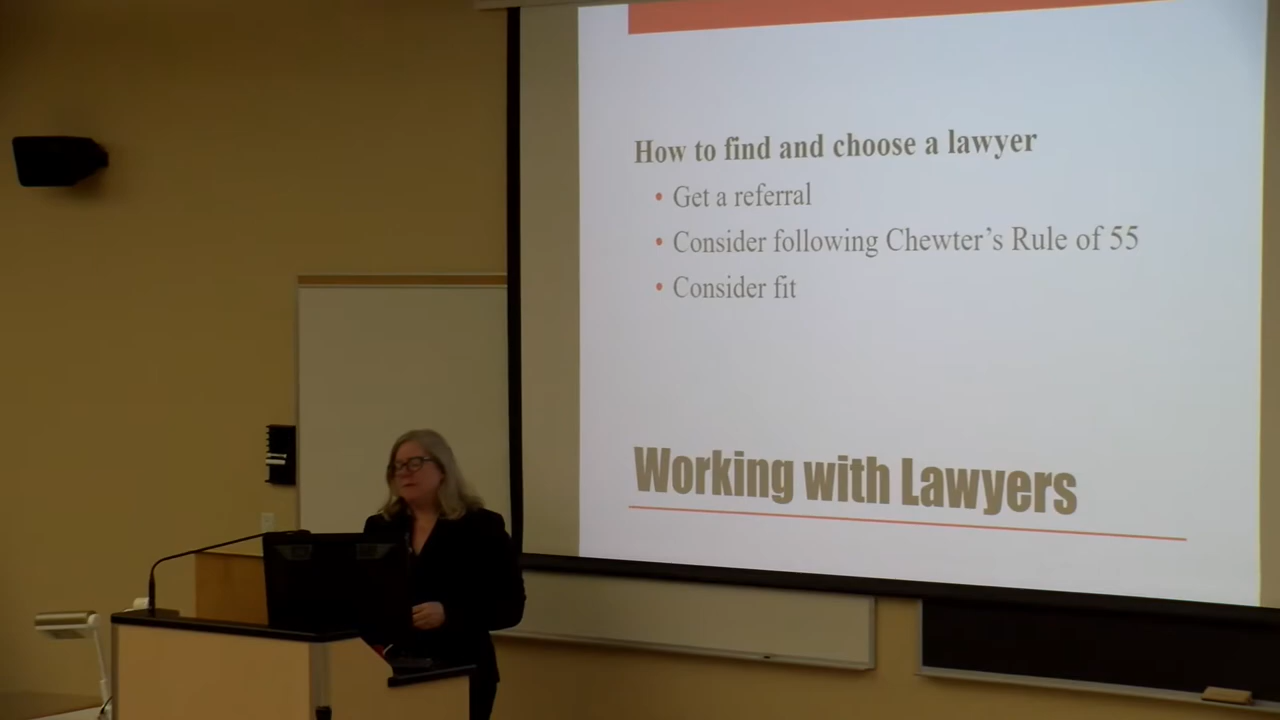 How to find and choose a lawyer
• Get a referral
• Consider following Chewter's Rule of 55
• Consider fit
Working with Lawyers